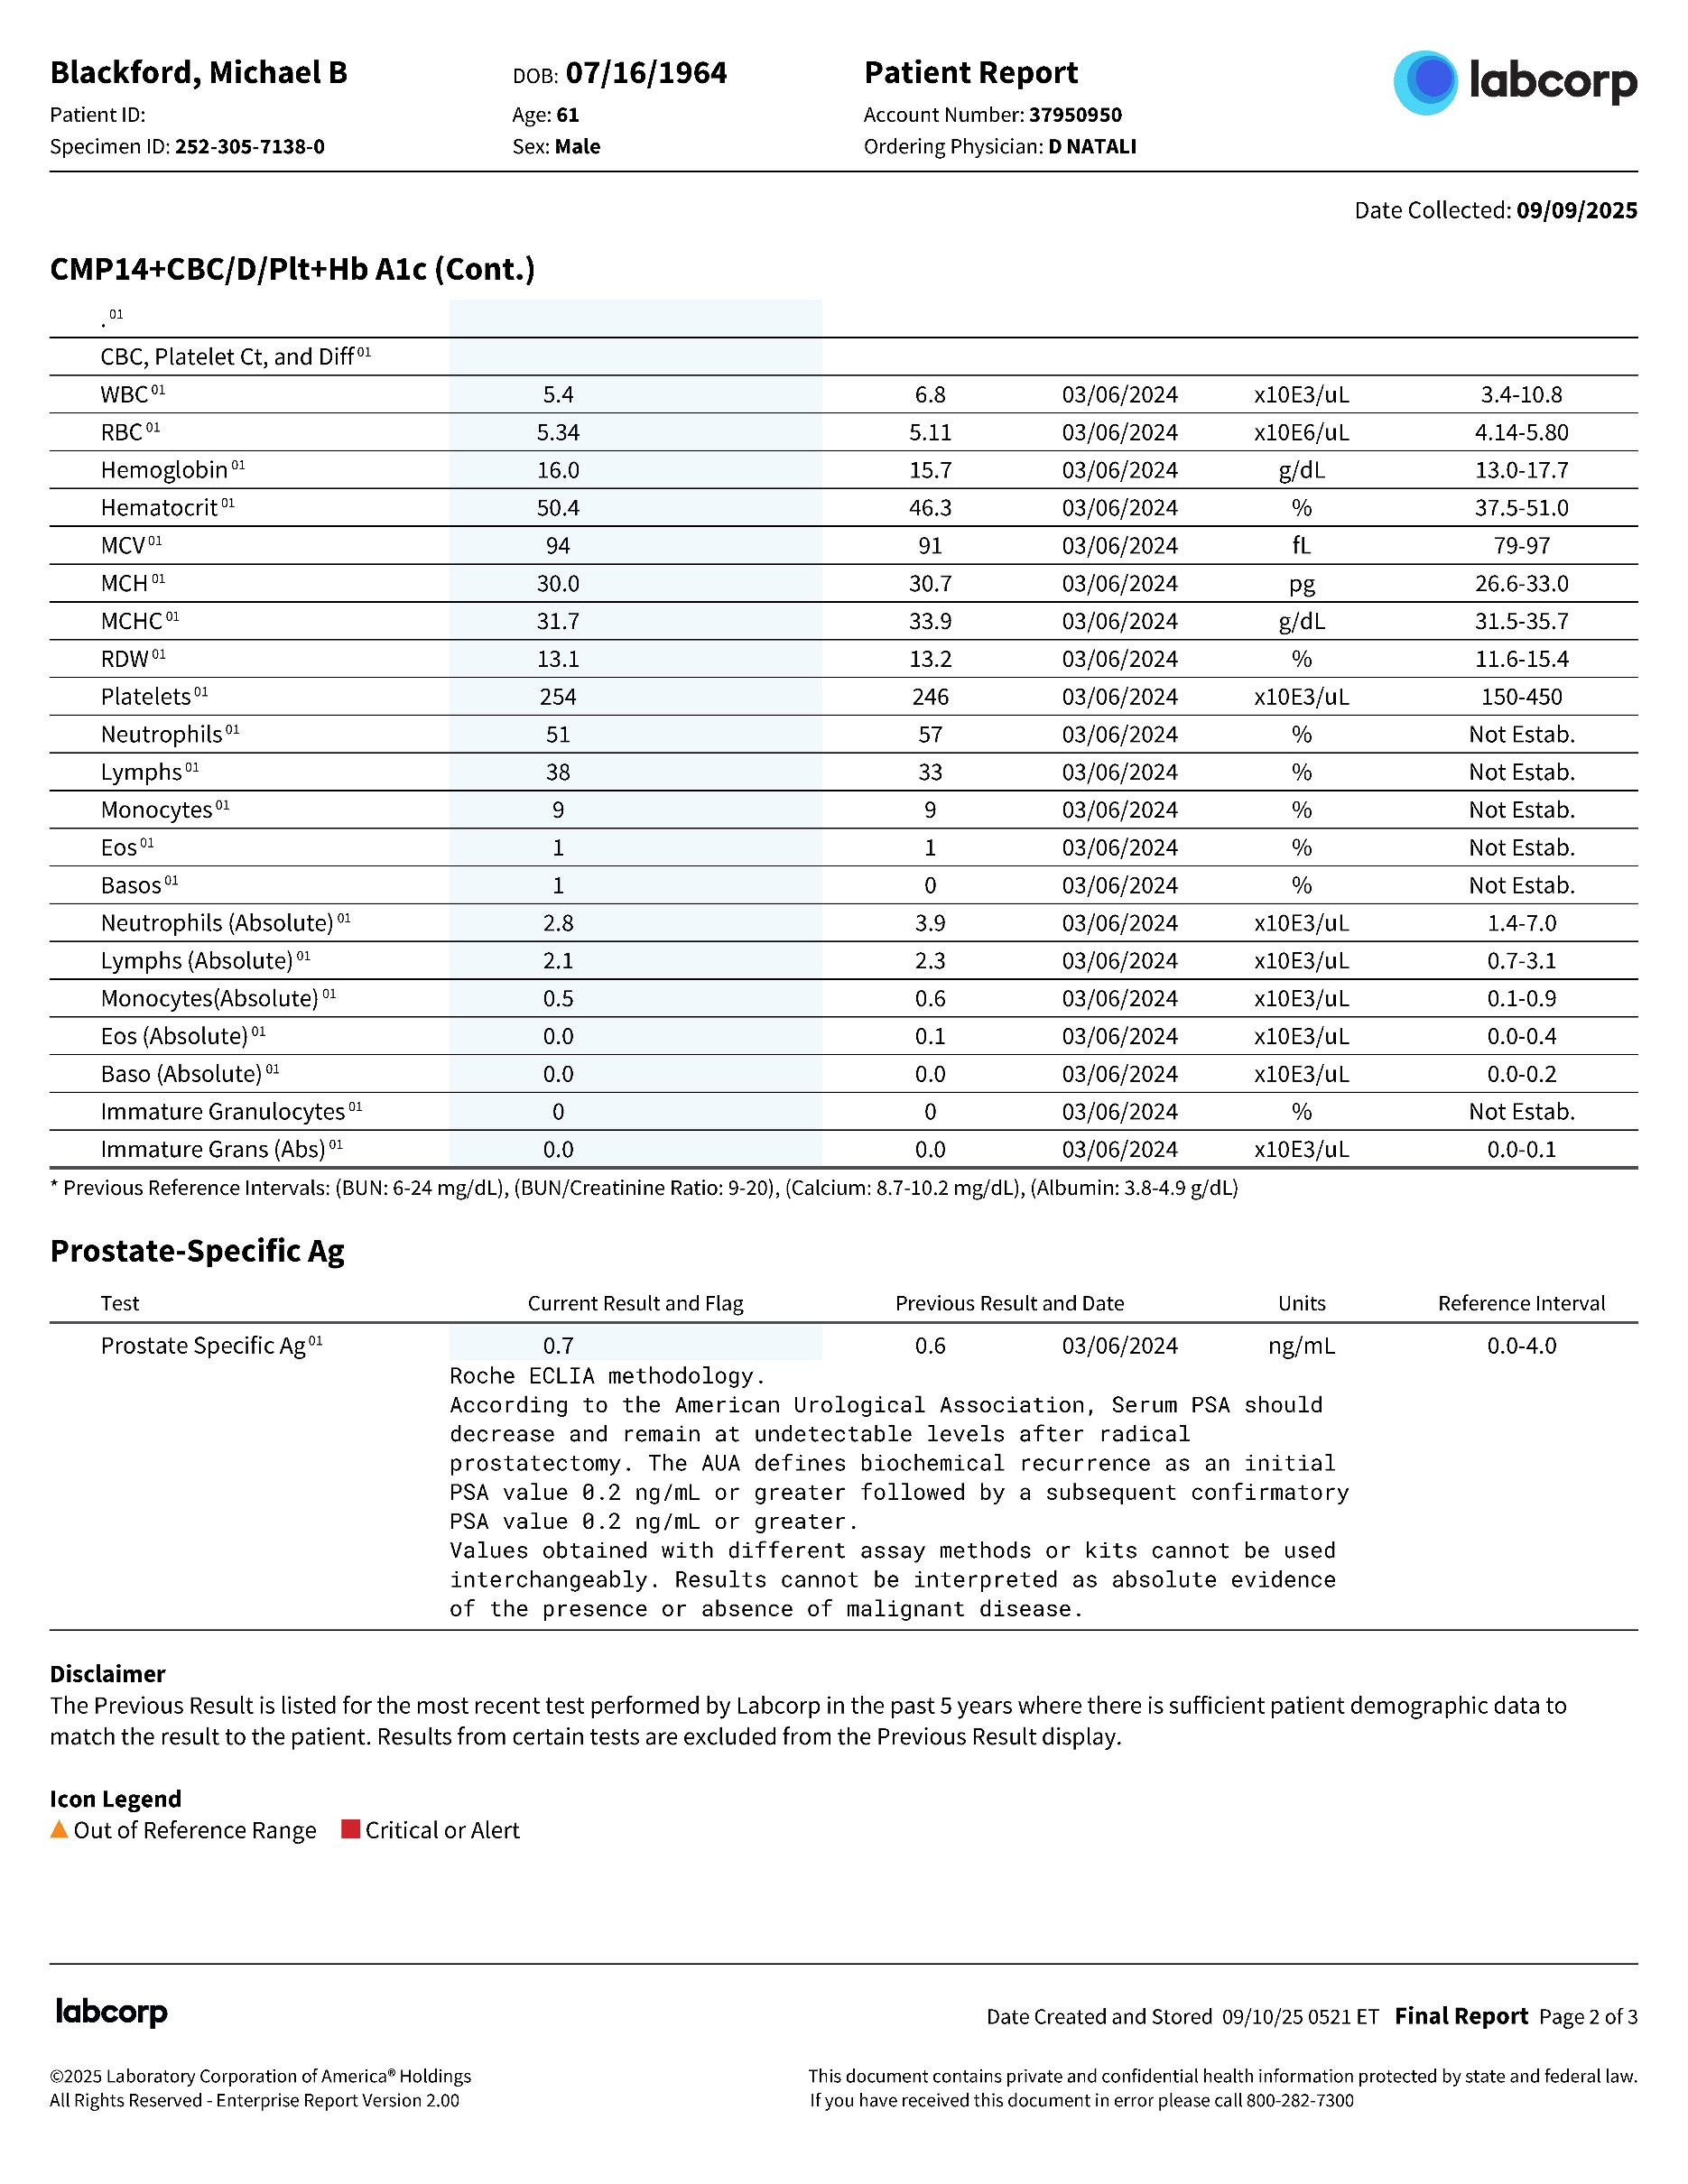 Blackford, Michael B DOB: 07/16/1964 Patient Report labcorp
Patient ID: Age: 61 Account Number: 37950950
Specimen ID: 252-305-7138-0 Sex: Male Ordering Physician: D NATALI
Date Collected: 09/09/2025
CMP14+CBC/D/Plt+Hb A1c (Cont.)
. 01
CBC, Platelet Ct, and Diff 01
WBC 01 5.4 6.8 03/06/2024 x10E3/uL 3.4-10.8
RBC 01 5.34 5.11 03/06/2024 x10E6/uL 4.14-5.80
Hemoglobin 01 16.0 15.7 03/06/2024 g/dL 13.0-17.7
Hematocrit 01 50.4 46.3 03/06/2024 % 37.5-51.0
MCV 01 94 91 03/06/2024 fL 79-97
MCH 01 30.0 30.7 03/06/2024 pg 26.6-33.0
MCHC 01 31.7 33.9 03/06/2024 g/dL 31.5-35.7
RDW 01 13.1 13.2 03/06/2024 % 11.6-15.4
Platelets 01 254 246 03/06/2024 x10E3/uL 150-450
Neutrophils 01 51 57 03/06/2024 % Not Estab.
Lymphs 01 38 33 03/06/2024 % Not Estab.
Monocytes 01 9 9 03/06/2024 % Not Estab.
Eos 01 1 1 03/06/2024 % Not Estab.
Basos 01 1 0 03/06/2024 % Not Estab.
Neutrophils (Absolute) 01 2.8 3.9 03/06/2024 x10E3/uL 1.4-7.0
Lymphs (Absolute) 01 2.1 2.3 03/06/2024 x10E3/uL 0.7-3.1
Monocytes(Absolute) 01 0.5 0.6 03/06/2024 x10E3/uL 0.1-0.9
Eos (Absolute) 01 0.0 0.1 03/06/2024 x10E3/uL 0.0-0.4
Baso (Absolute) 01 0.0 0.0 03/06/2024 x10E3/uL 0.0-0.2
Immature Granulocytes 01 0 0 03/06/2024 % Not Estab.
Immature Grans (Abs) 01 0.0 0.0 03/06/2024 x10E3/uL 0.0-0.1
* Previous Reference Intervals: (BUN: 6-24 mg/dL), (BUN/Creatinine Ratio: 9-20), (Calcium: 8.7-10.2 mg/dL), (Albumin: 3.8-4.9 g/dL)
Prostate-Specific Ag
Test Current Result and Flag Previous Result and Date Units Reference Interval
Prostate Specific Ag 01 0.7 0.6 03/06/2024 ng/mL 0.0-4.0
Roche ECLIA methodology.
According to the American Urological Association, Serum PSA should
decrease and remain at undetectable levels after radical
prostatectomy. The AUA defines biochemical recurrence as an initial
PSA value 0.2 ng/mL or greater followed by a subsequent confirmatory
PSA value 0.2 ng/mL or greater.
Values obtained with different assay methods or kits cannot be used
interchangeably. Results cannot be interpreted as absolute evidence
of the presence or absence of malignant disease.
Disclaimer
The Previous Result is listed for the most recent test performed by Labcorp in the past 5 years where there is sufficient patient demographic data to
match the result to the patient. Results from certain tests are excluded from the Previous Result display.
Icon Legend
Out of Reference Range Critical or Alert
labcorp
Date Created and Stored 09/10/25 0521 ET Final Report Page 2 of 3
©2025 Laboratory Corporation of America® Holdings This document contains private and confidential health information protected by state and federal law.
All Rights Reserved - Enterprise Report Version 2.00 If you have received this document in error please call 800-282-7300